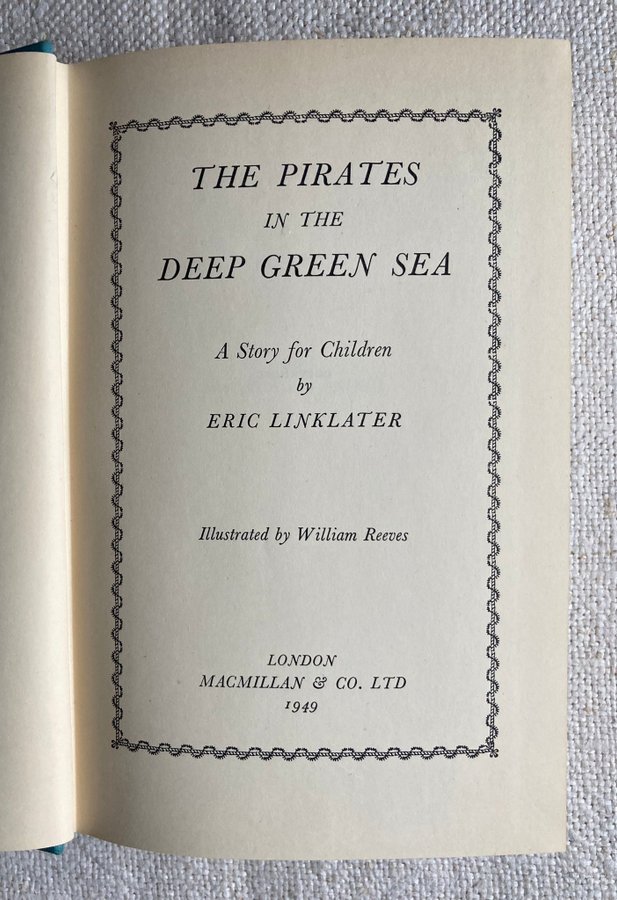 THE PIRATES
IN THE
DEEP GREEN SEA
A Story for Children
by
ERIC LINKLATER
Illustrated by William Reeves
LONDON
MACMILLAN & CO. LTD
1949